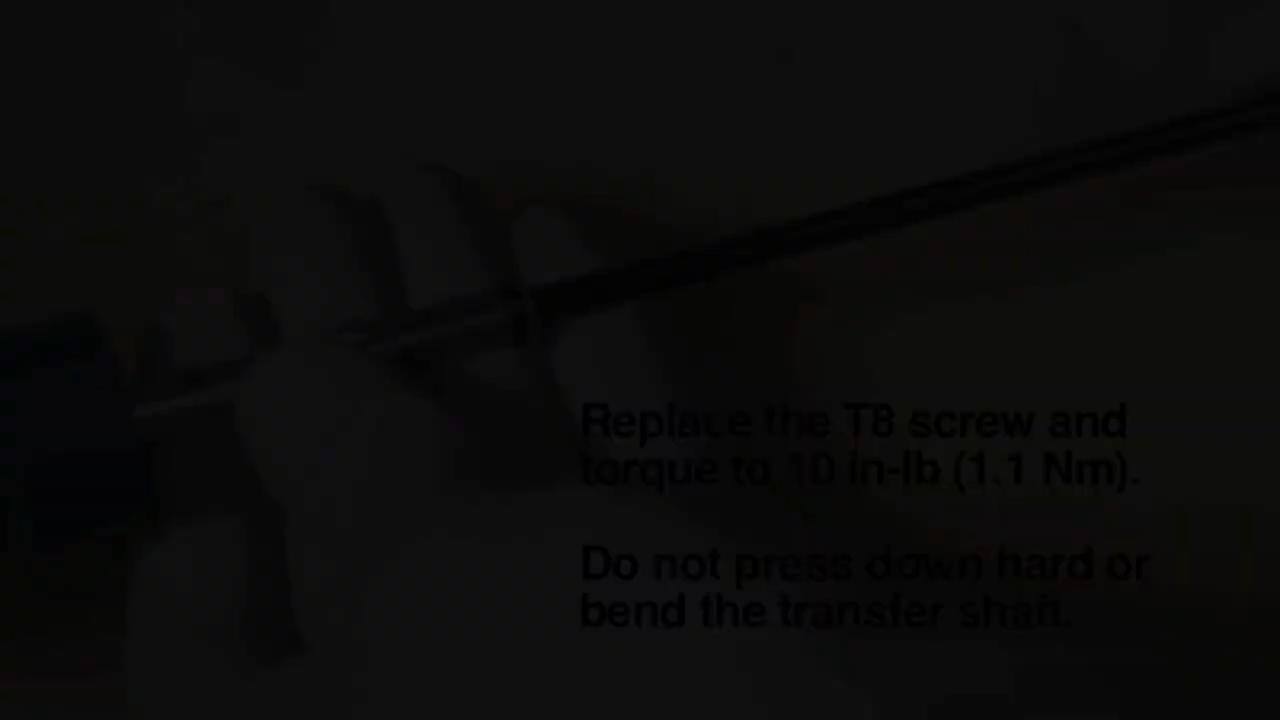 Replace the T8 screw and
torque to 10 in-lb (1.1 Nm).
Do not press down hard or
bend the transfer shaft.